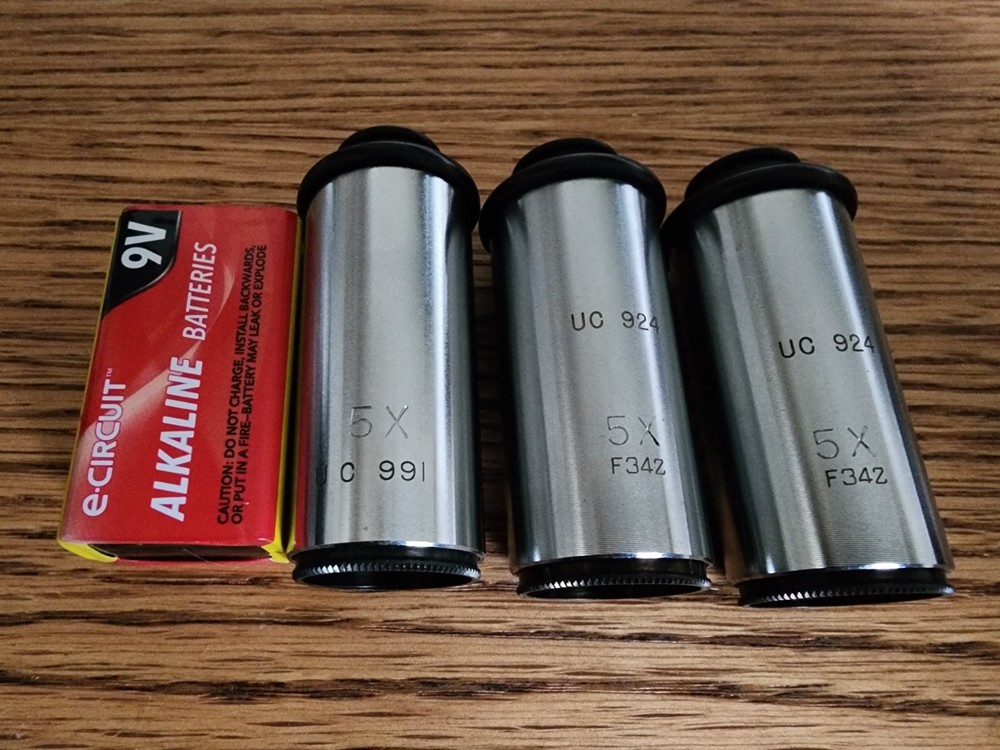 9V
e·CIRCUIT™
ALKALINE BATTERIES
CAUTION: DO NOT CHARGE, INSTALL BACKWARDS,
OR PUT IN A FIRE–BATTERY MAY LEAK OR EXPLODE
5X
UC 991
UC 924
5X
F342
UC 924
5X
F342